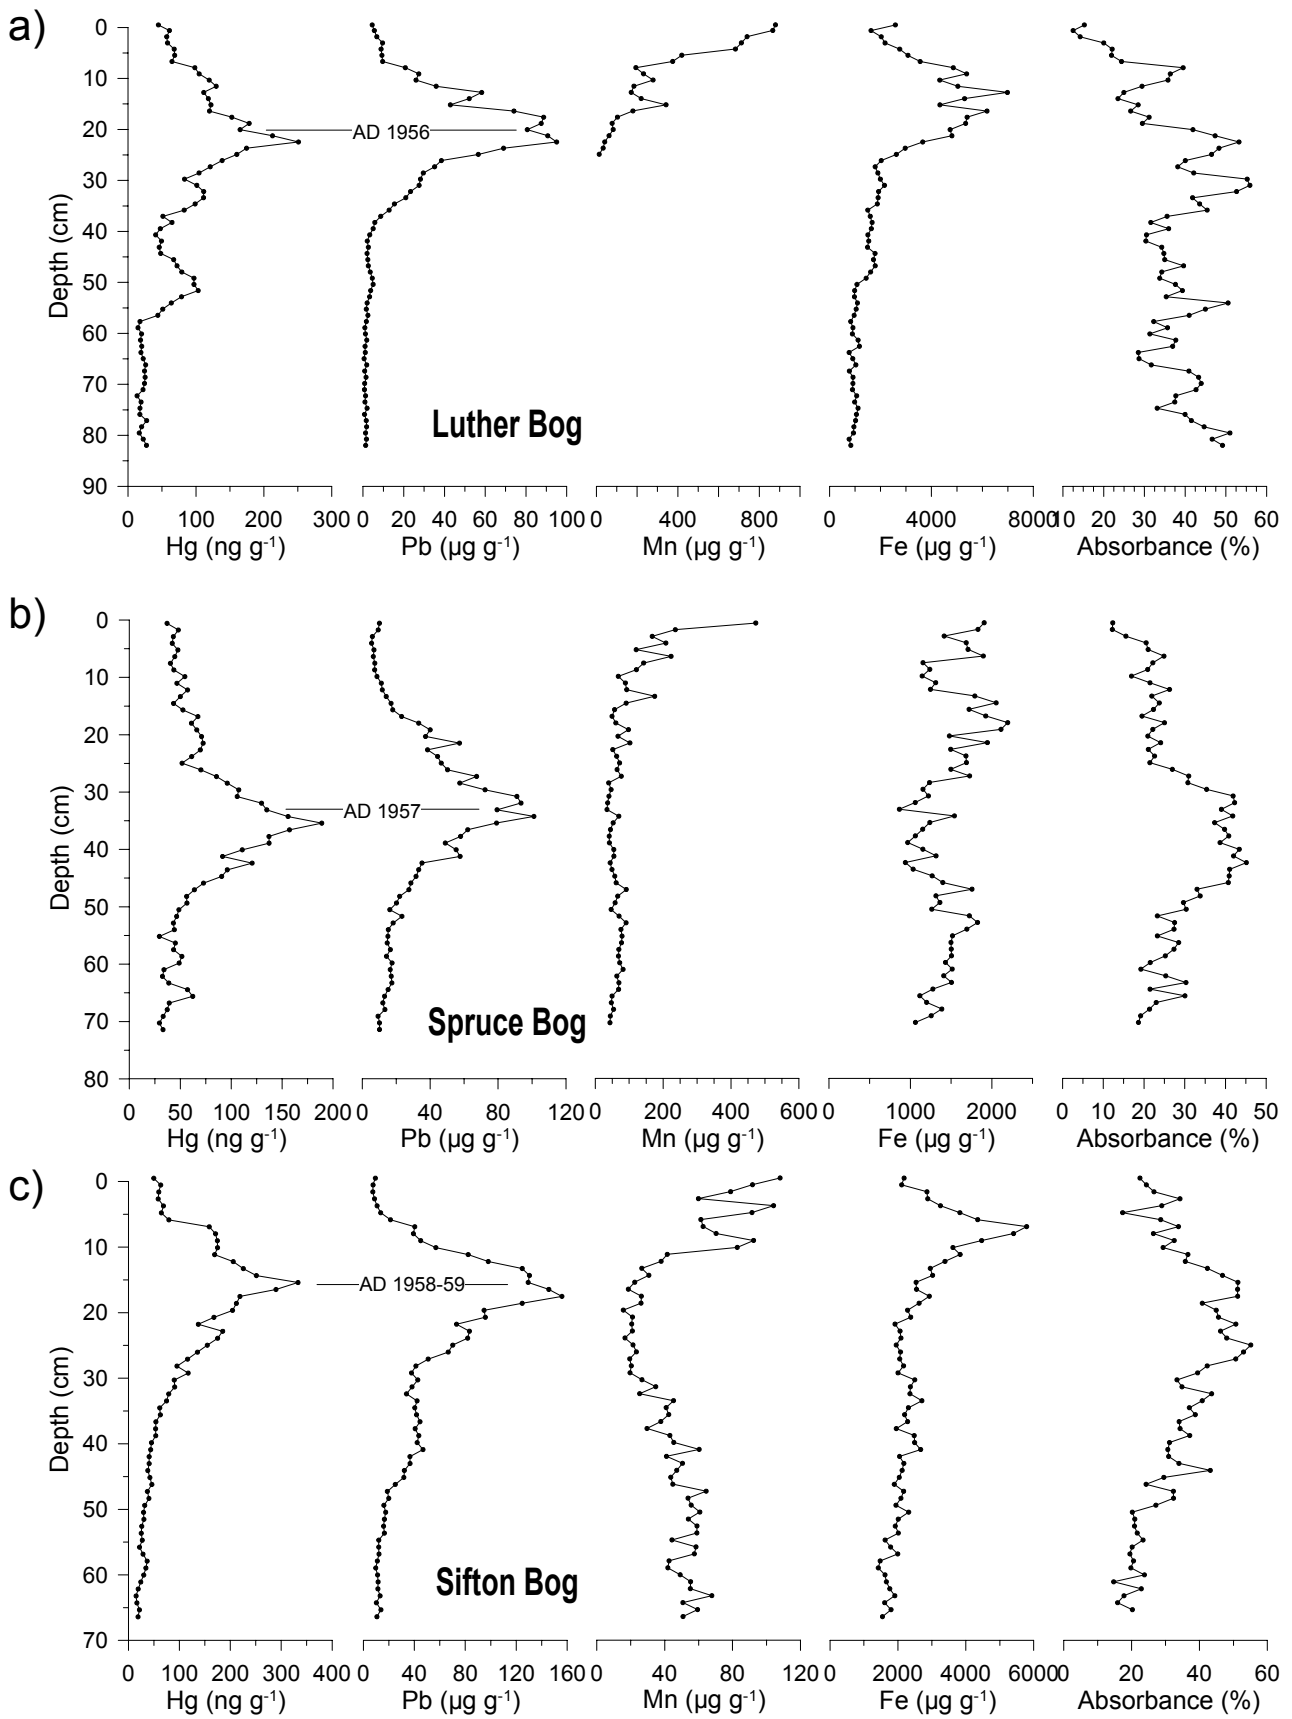 a)
0
10
20
30
40
50
60
70
80
90
Depth (cm)
AD 1956
Luther Bog
0 100 200 300
0 20 40 60 80 100
0 400 800
0 4000 8000
10 20 30 40 50 60
Hg (ng g-1) Pb (µg g-1) Mn (µg g-1) Fe (µg g-1) Absorbance (%)
b)
0
10
20
30
40
50
60
70
80
Depth (cm)
AD 1957
Spruce Bog
0 50 100 150 200
0 40 80 120
0 200 400 600
0 1000 2000
0 10 20 30 40 50
Hg (ng g-1) Pb (µg g-1) Mn (µg g-1) Fe (µg g-1) Absorbance (%)
c)
0
10
20
30
40
50
60
70
Depth (cm)
AD 1958-59
Sifton Bog
0 100 200 300 400
0 40 80 120 160
0 40 80 120
0 2000 4000 6000
0 20 40 60
Hg (ng g-1) Pb (µg g-1) Mn (µg g-1) Fe (µg g-1) Absorbance (%)